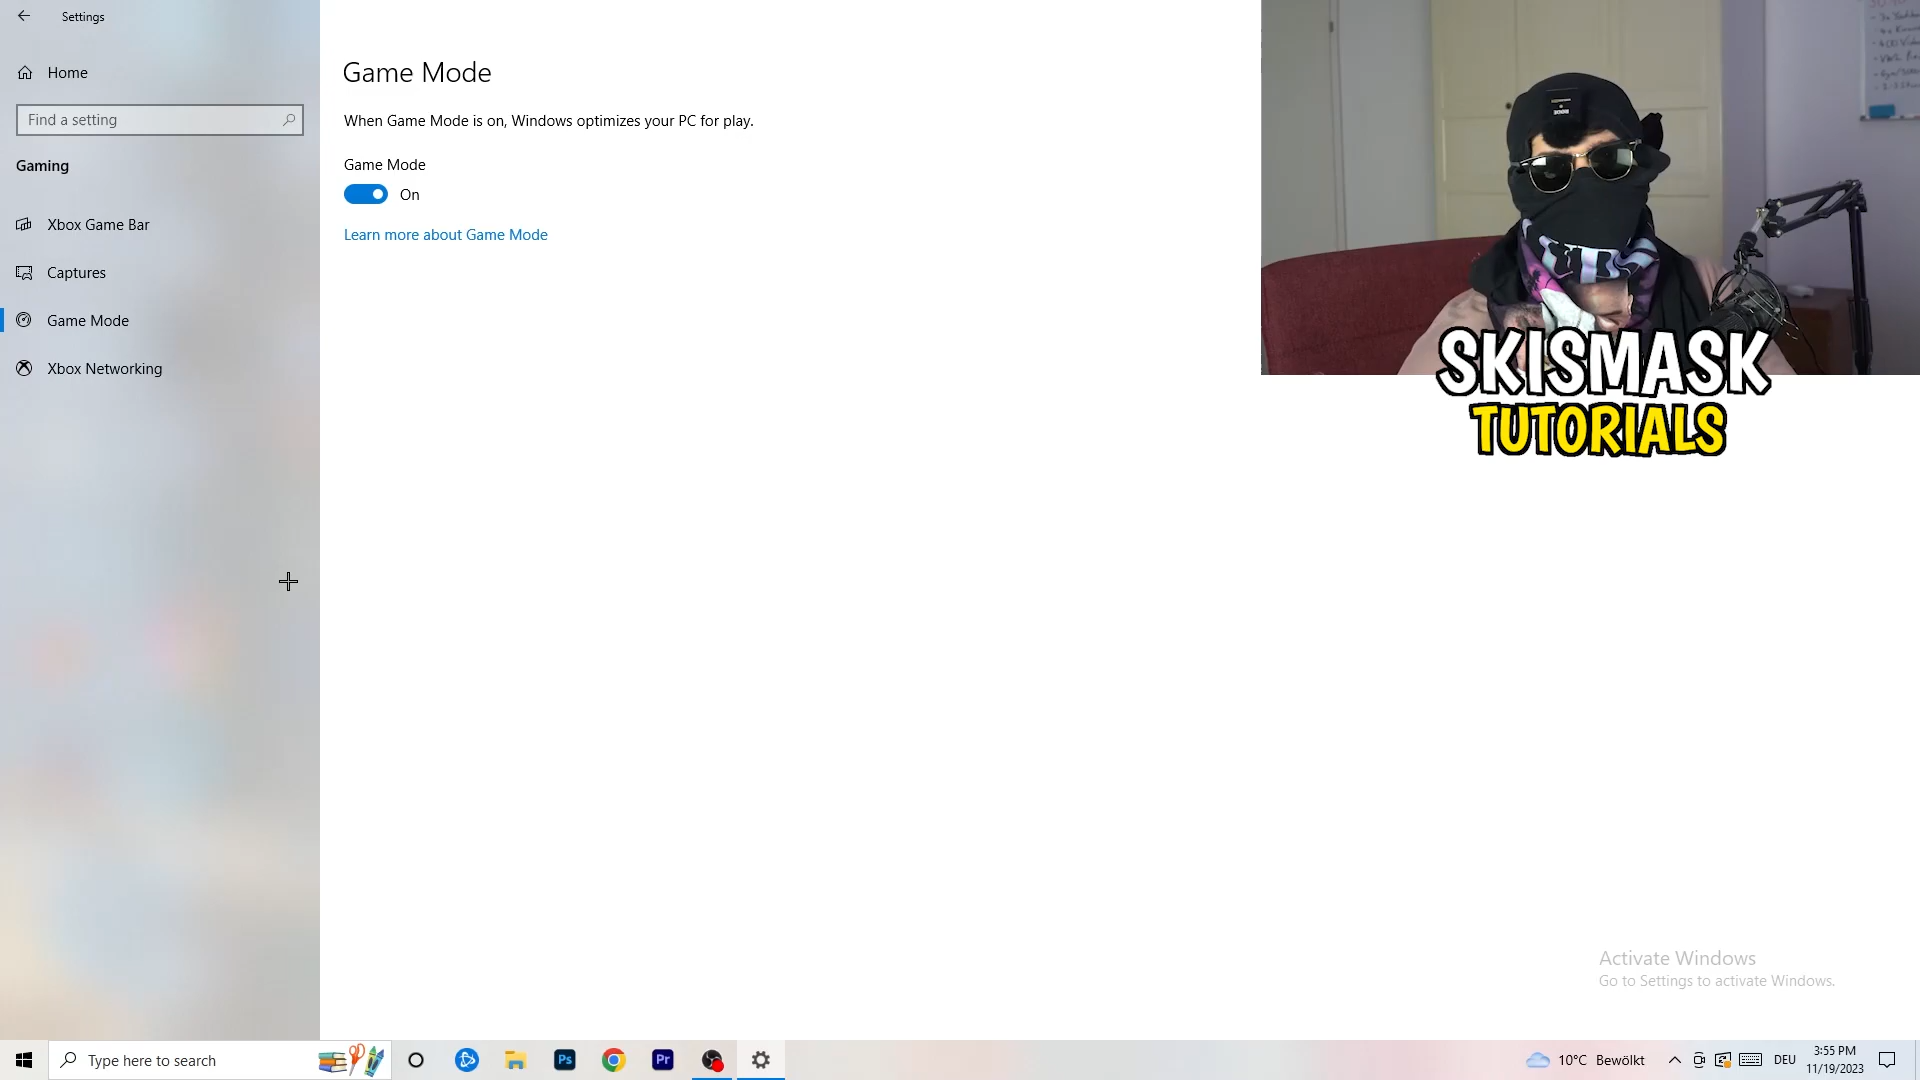 Settings
Home
Find a setting
Gaming
Xbox Game Bar
Captures
Game Mode
Xbox Networking
Game Mode
When Game Mode is on, Windows optimizes your PC for play.
Game Mode
On
Learn more about Game Mode
SKISMASK
TUTORIALS
Activate Windows
Go to Settings to activate Windows.
Type here to search
Ps
Pr
10°C Bewölkt
DEU
3:55 PM
11/19/2023